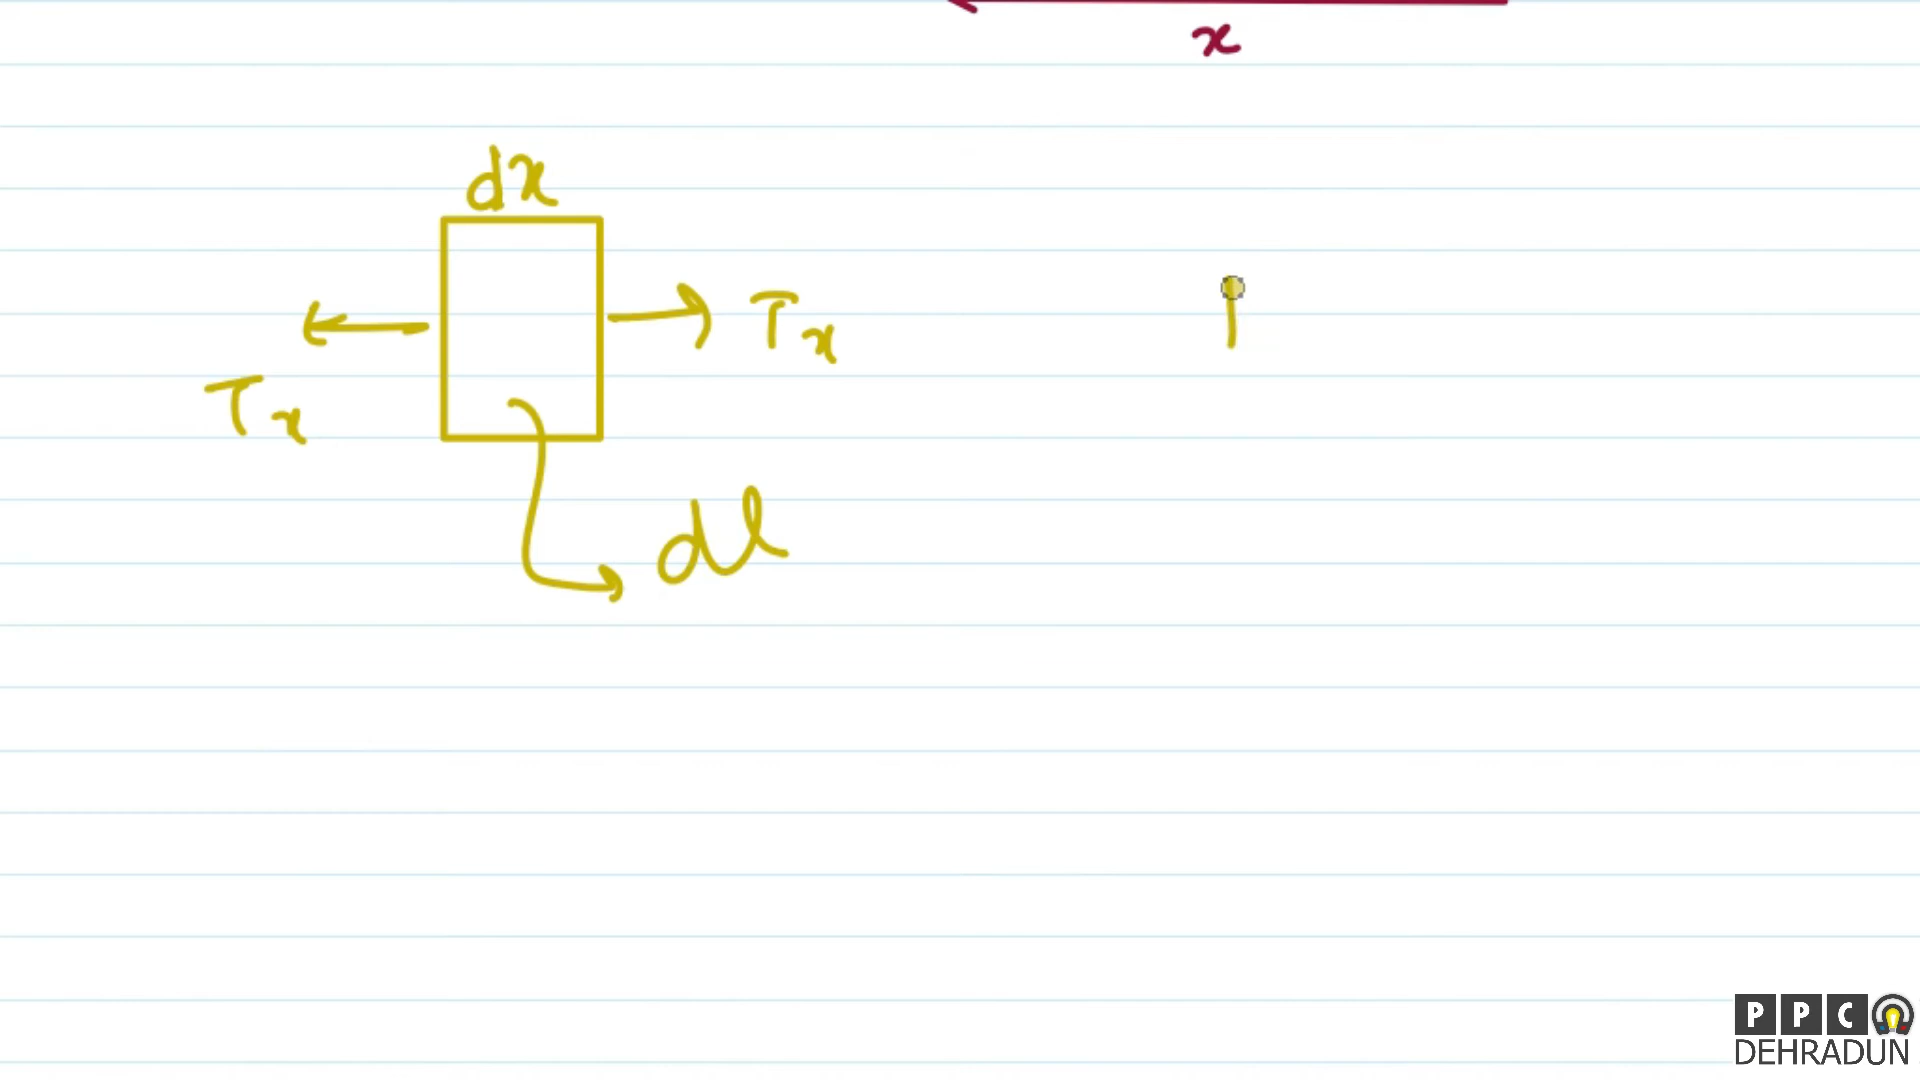 x
dx
Tx
Tx
dl
PPC
DEHRADUN